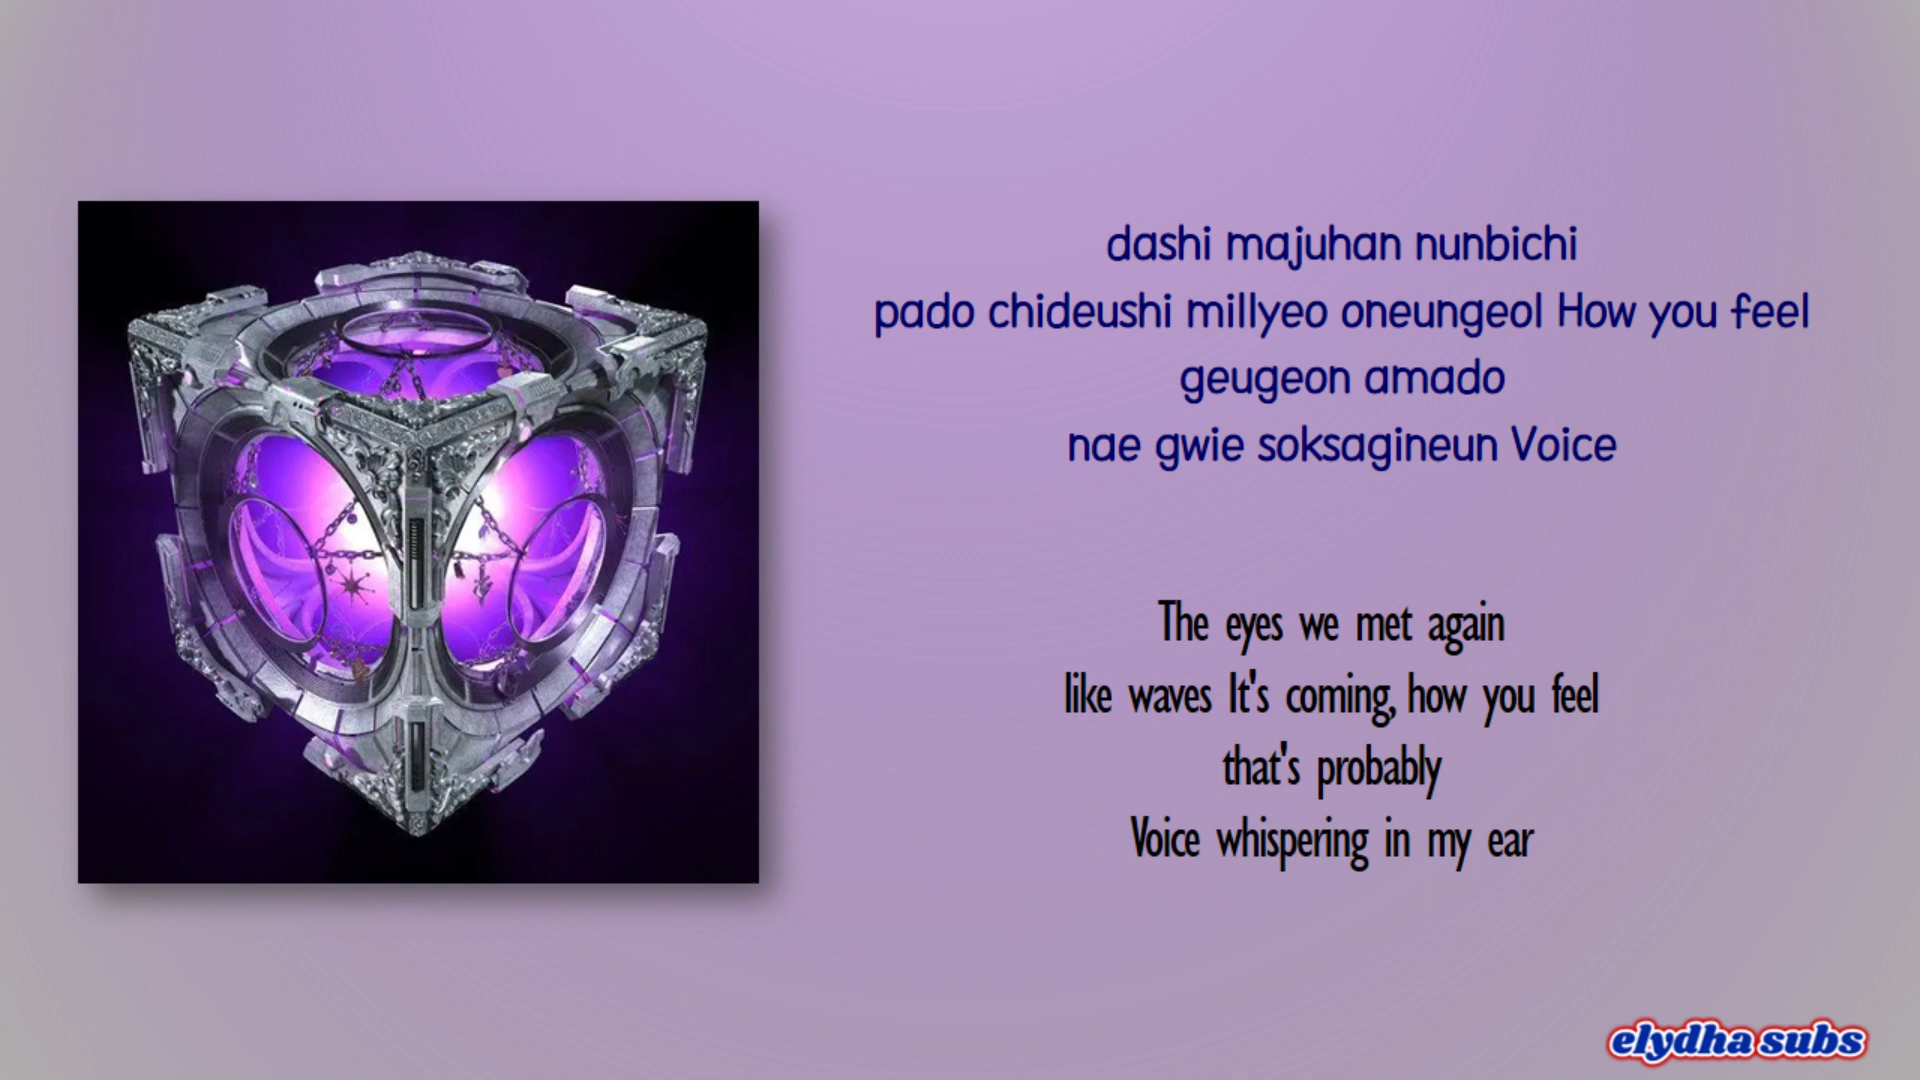 dashi majuhan nunbichi
pado chideushi millyeo oneungeol How you feel
geugeon amado
nae gwie soksagineun Voice
The eyes we met again
like waves It's coming, how you feel
that's probably
Voice whispering in my ear
elydha subs